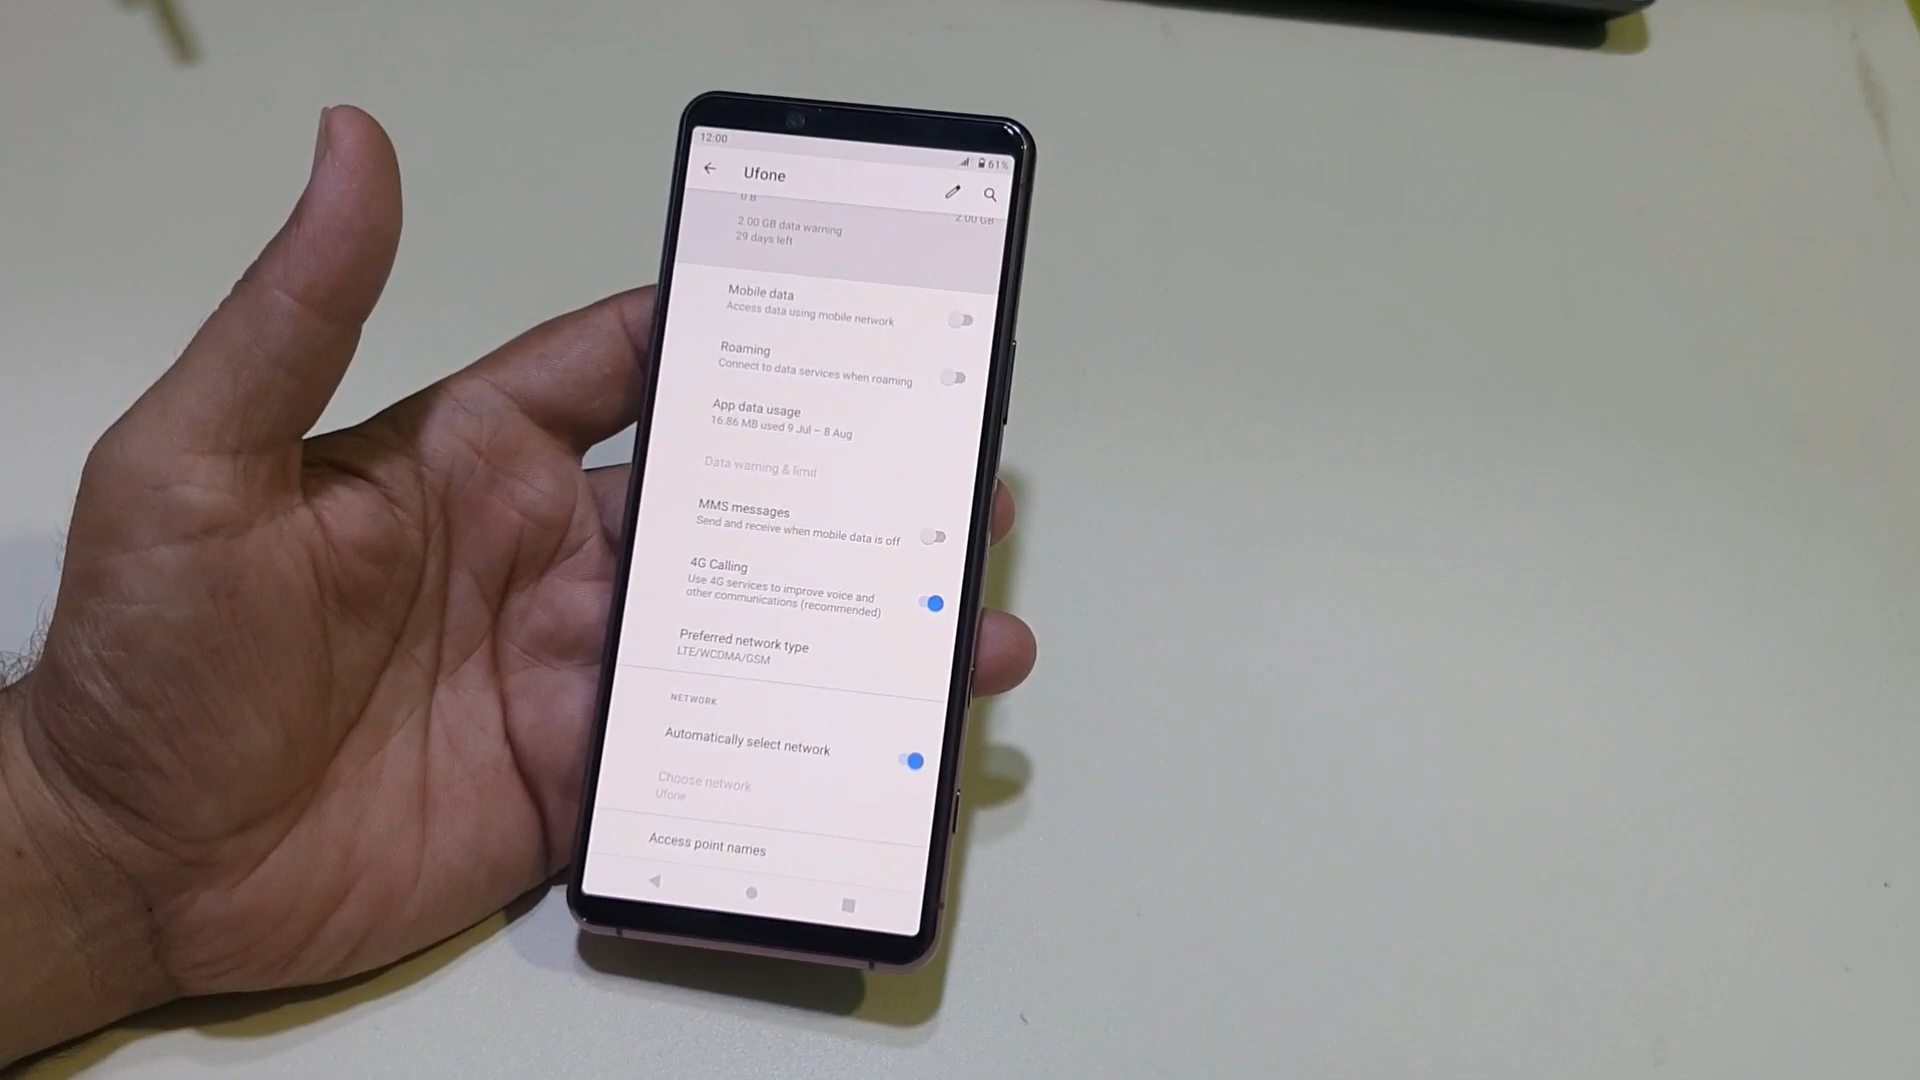 12:00
61%
Ufone
0 B
2.00 GB
2.00 GB data warning
29 days left
Mobile data
Access data using mobile network
Roaming
Connect to data services when roaming
App data usage
16.86 MB used 9 Jul – 8 Aug
Data warning & limit
MMS messages
Send and receive when mobile data is off
4G Calling
Use 4G services to improve voice and
other communications (recommended)
Preferred network type
LTE/WCDMA/GSM
NETWORK
Automatically select network
Choose network
Ufone
Access point names